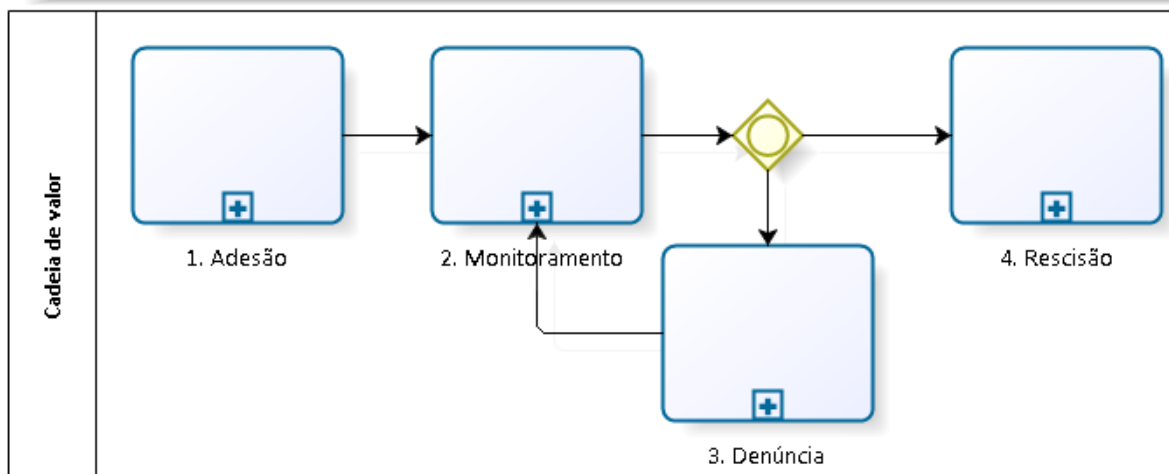 Cadeia de valor
1. Adesão
2. Monitoramento
4. Rescisão
3. Denúncia